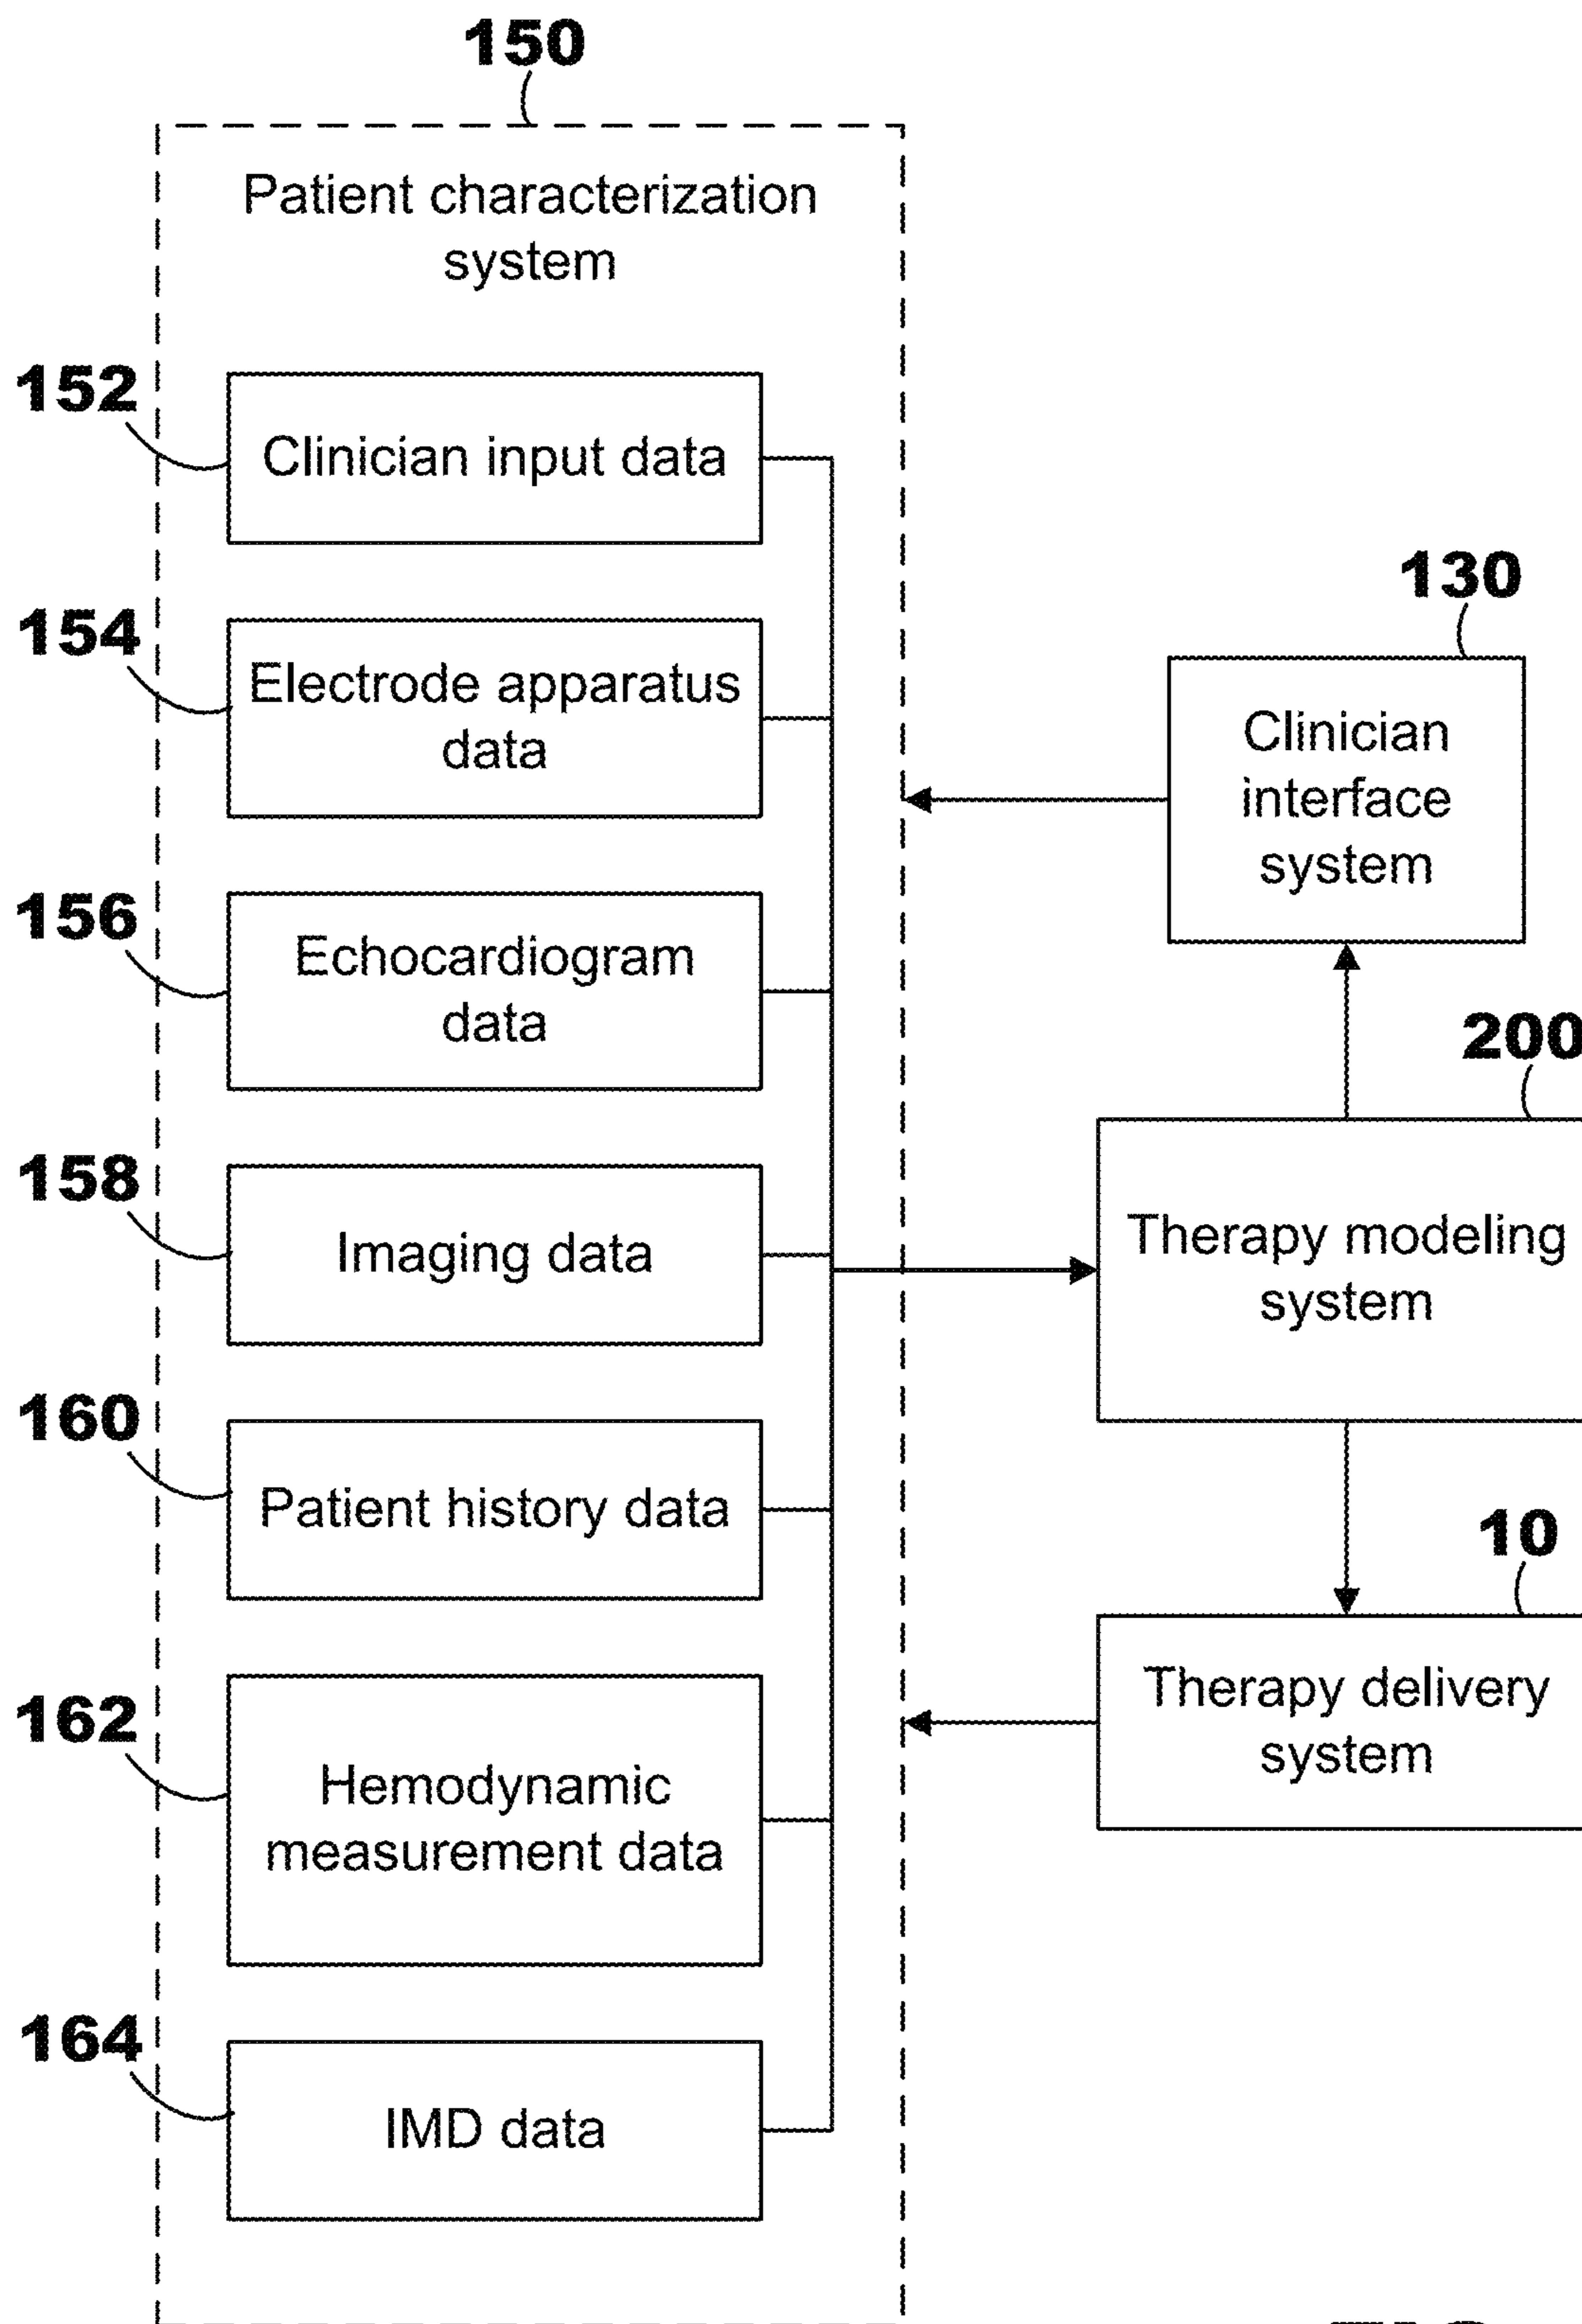 150
Patient characterization
system
152
Clinician input data
154
Electrode apparatus
data
156
Echocardiogram
data
158
Imaging data
160
Patient history data
162
Hemodynamic
measurement data
164
IMD data
130
Clinician
interface
system
200
Therapy modeling
system
10
Therapy delivery
system